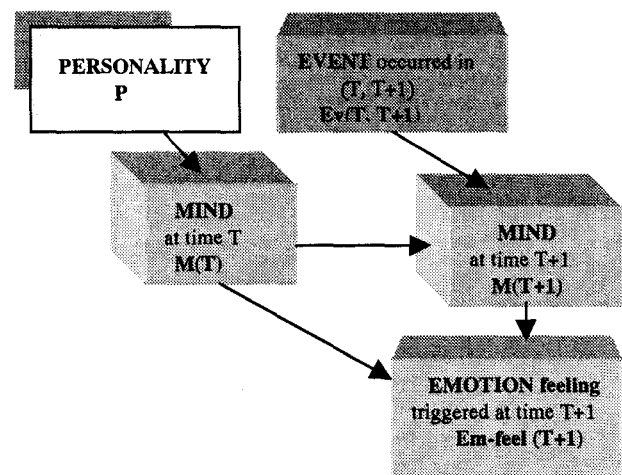 PERSONALITY
P
EVENT occurred in
(T, T+1)
Ev(T, T+1)
MIND
at time T
M(T)
MIND
at time T+1
M(T+1)
EMOTION feeling
triggered at time T+1
Em-feel (T+1)